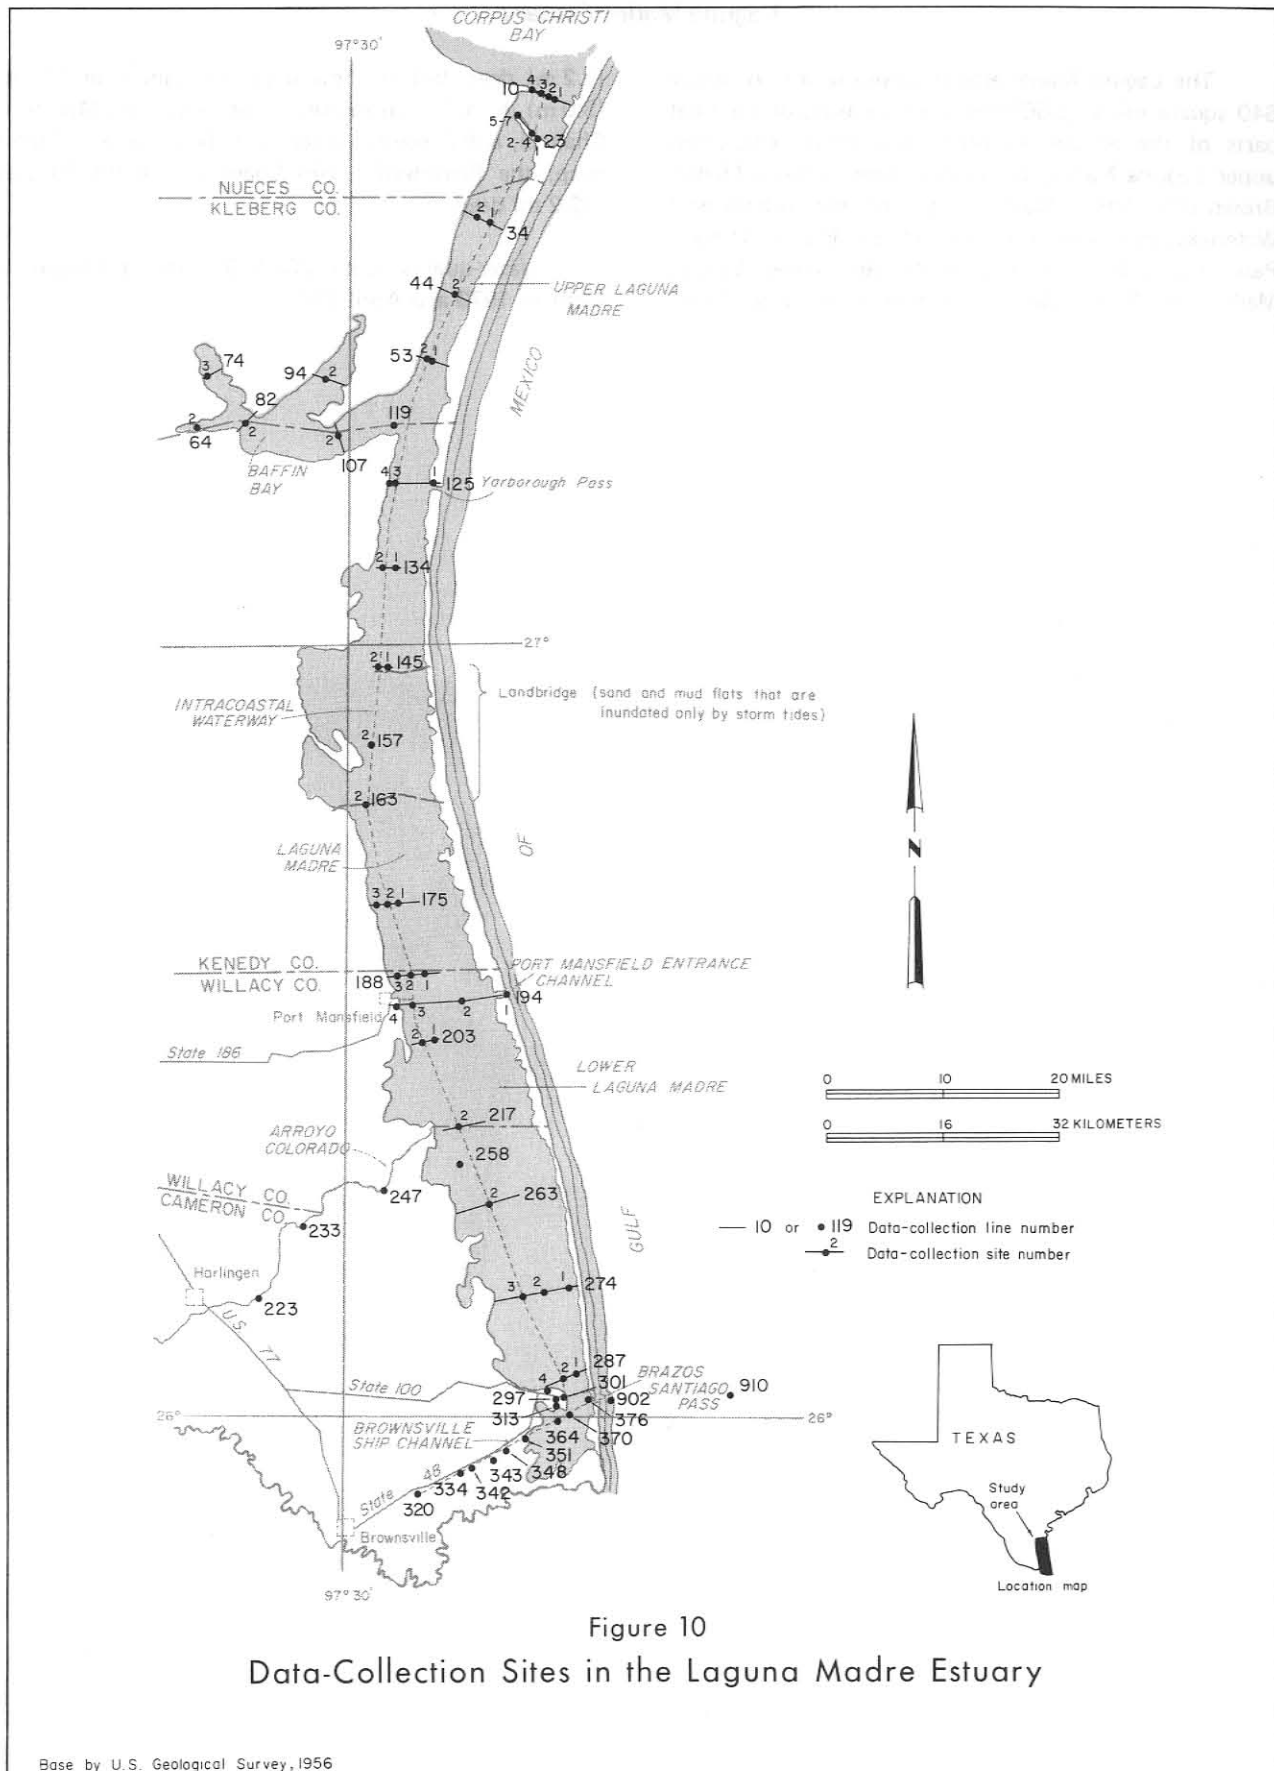 CORPUS CHRISTI
BAY
97°30'
10
4
3
2
1
5-7
2-4
23
NUECES CO.
KLEBERG CO.
2
1
34
44
2
UPPER LAGUNA
MADRE
53
2
1
MEXICO
3
74
94
2
82
2
64
2
119
2
107
BAFFIN
BAY
4
3
1
125
Yarborough Pass
2
1
134
27°
2
1
145
Landbridge (sand and mud flats that are
inundated only by storm tides)
INTRACOASTAL
WATERWAY
2
157
2
163
OF
LAGUNA
MADRE
N
3
2
1
175
KENEDY CO.
WILLACY CO.
188
3
2
1
PORT MANSFIELD ENTRANCE
CHANNEL
194
1
2
3
4
Port Mansfield
2
1
203
State 186
LOWER
LAGUNA MADRE
0
10
20 MILES
0
16
32 KILOMETERS
2
217
ARROYO
COLORADO
258
WILLACY CO.
CAMERON CO.
247
2
263
233
GULF
EXPLANATION
10 or 119 Data-collection line number
2 Data-collection site number
Harlingen
223
3
2
1
274
U.S. 77
State 100
4
2
1
287
301
BRAZOS
SANTIAGO
PASS
910
297
902
313
376
26°
26°
BROWNSVILLE
SHIP CHANNEL
364
370
351
348
343
342
334
State 48
320
Brownsville
97°30'
TEXAS
Study
area
Location map
Figure 10
Data-Collection Sites in the Laguna Madre Estuary
Base by U.S. Geological Survey, 1956